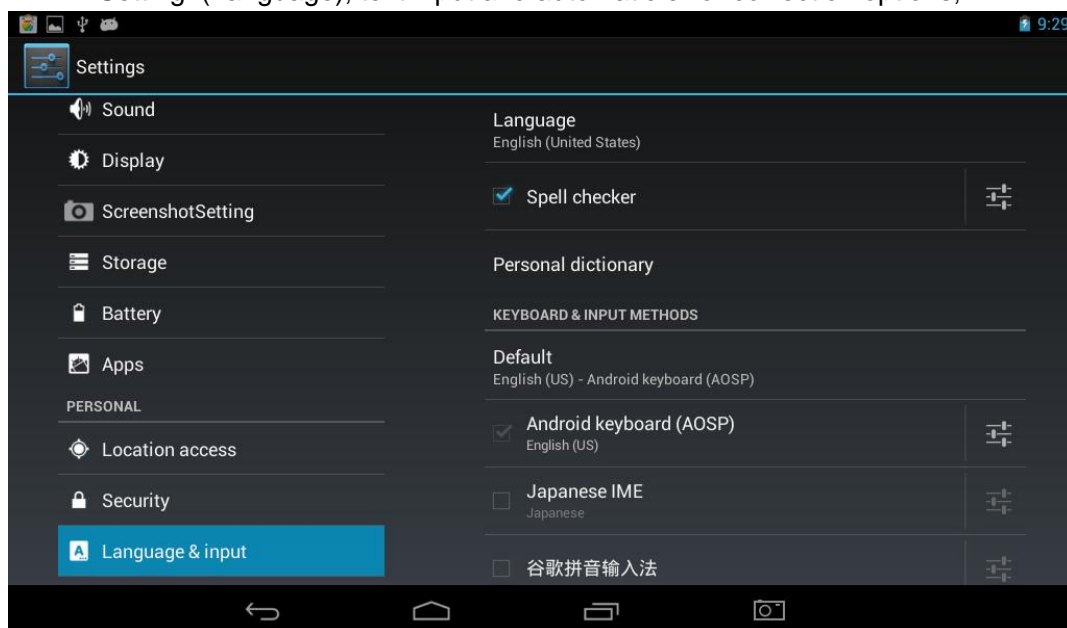 9:29
Settings
Sound
Display
ScreenshotSetting
Storage
Battery
Apps
PERSONAL
Location access
Security
Language & input
Language
English (United States)
Spell checker
Personal dictionary
KEYBOARD & INPUT METHODS
Default
English (US) - Android keyboard (AOSP)
Android keyboard (AOSP)
English (US)
Japanese IME
Japanese
谷歌拼音输入法